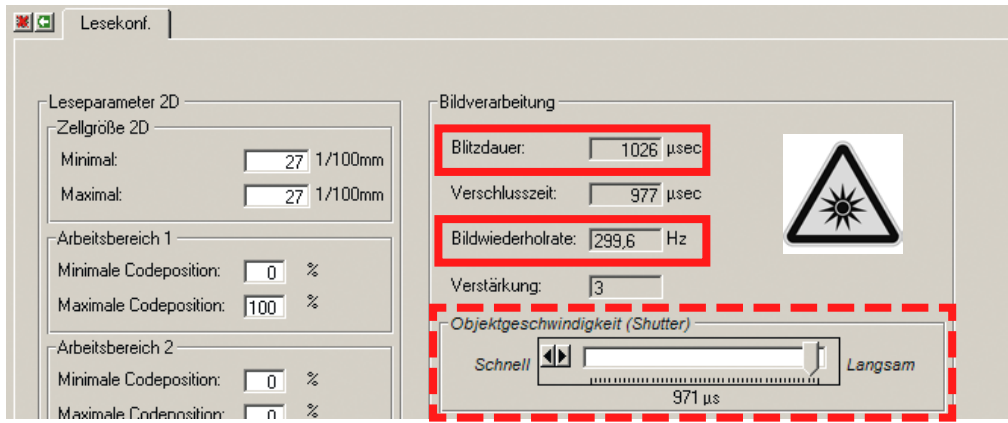 Lesekonf.
Leseparameter 2D
Zellgröße 2D
Minimal: 27 1/100mm
Maximal: 27 1/100mm
Arbeitsbereich 1
Minimale Codeposition: 0 %
Maximale Codeposition: 100 %
Arbeitsbereich 2
Minimale Codeposition: 0 %
Maximale Codeposition: 0 %
Bildverarbeitung
Blitzdauer: 1026 µsec
Verschlusszeit: 977 µsec
Bildwiederholrate: 299,6 Hz
Verstärkung: 3
Objektgeschwindigkeit (Shutter)
Schnell Langsam
971 µs